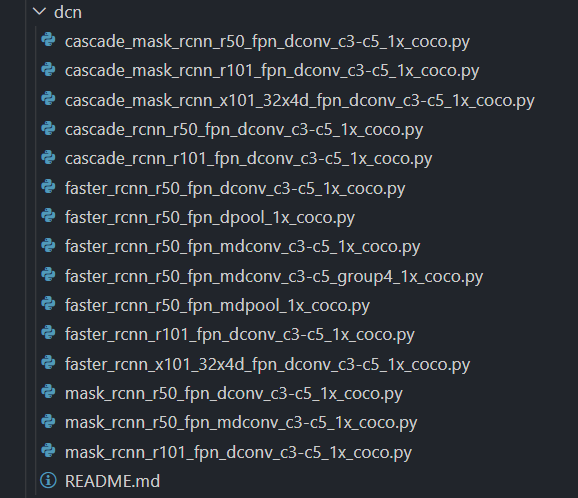 dcn
cascade_mask_rcnn_r50_fpn_dconv_c3-c5_1x_coco.py
cascade_mask_rcnn_r101_fpn_dconv_c3-c5_1x_coco.py
cascade_mask_rcnn_x101_32x4d_fpn_dconv_c3-c5_1x_coco.py
cascade_rcnn_r50_fpn_dconv_c3-c5_1x_coco.py
cascade_rcnn_r101_fpn_dconv_c3-c5_1x_coco.py
faster_rcnn_r50_fpn_dconv_c3-c5_1x_coco.py
faster_rcnn_r50_fpn_dpool_1x_coco.py
faster_rcnn_r50_fpn_mdconv_c3-c5_1x_coco.py
faster_rcnn_r50_fpn_mdconv_c3-c5_group4_1x_coco.py
faster_rcnn_r50_fpn_mdpool_1x_coco.py
faster_rcnn_r101_fpn_dconv_c3-c5_1x_coco.py
faster_rcnn_x101_32x4d_fpn_dconv_c3-c5_1x_coco.py
mask_rcnn_r50_fpn_dconv_c3-c5_1x_coco.py
mask_rcnn_r50_fpn_mdconv_c3-c5_1x_coco.py
mask_rcnn_r101_fpn_dconv_c3-c5_1x_coco.py
README.md